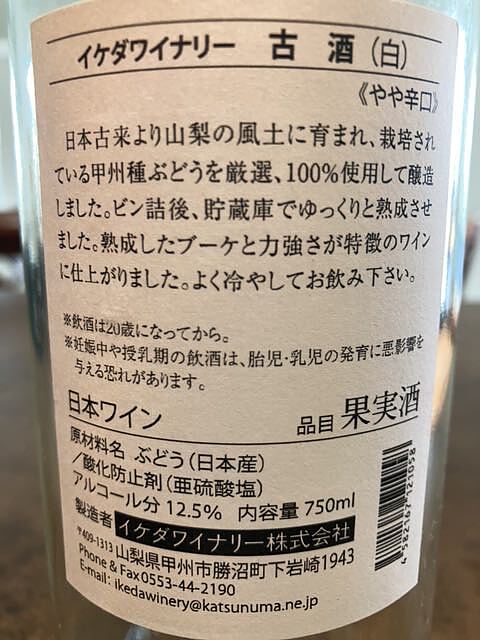 イケダワイナリー 古 酒（白）
《やや辛口》
日本古来より山梨の風土に育まれ、栽培され
ている甲州種ぶどうを厳選、100%使用して醸造
しました。ビン詰後、貯蔵庫でゆっくりと熟成させ
ました。熟成したブーケと力強さが特徴のワイン
に仕上がりました。よく冷やしてお飲み下さい。
※飲酒は20歳になってから。
※妊娠中や授乳期の飲酒は、胎児・乳児の発育に悪影響を
与える恐れがあります。
日本ワイン 品目 果実酒
原材料名 ぶどう（日本産）
／酸化防止剤（亜硫酸塩）
アルコール分 12.5% 内容量 750ml
製造者 イケダワイナリー株式会社
〒409-1313 山梨県甲州市勝沼町下岩崎1943
Phone & Fax 0553-44-2190
E-mail: ikedawinery@katsunuma.ne.jp
4 582167 121058